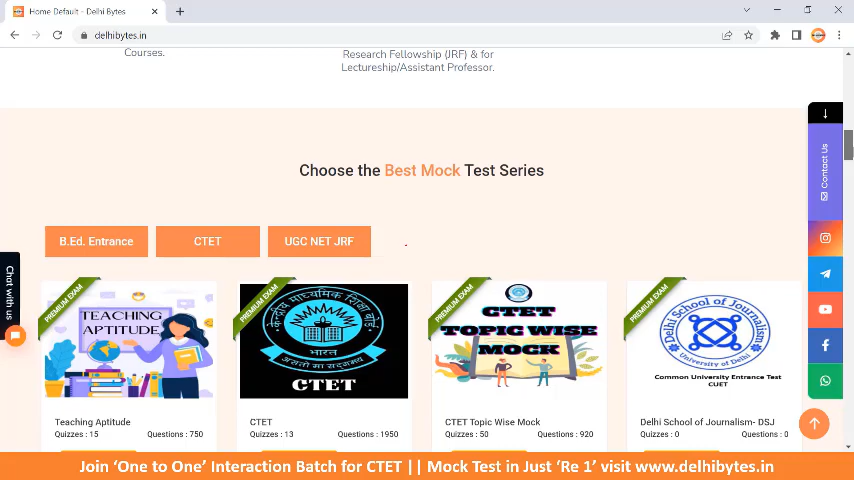 Home Default - Delhi Bytes
delhibytes.in
Courses.
Research Fellowship (JRF) & for
Lectureship/Assistant Professor.
Choose the Best Mock Test Series
B.Ed. Entrance
CTET
UGC NET JRF
Contact Us
Chat with us
PREMIUM EXAM
TEACHING
APTITUDE
PREMIUM EXAM
केन्द्रीय माध्यमिक शिक्षा बोर्ड
भारत
असतो मा सद्गमय
CTET
PREMIUM EXAM
CTET
TOPIC WISE
MOCK
PREMIUM EXAM
Delhi School of Journalism
University of Delhi
Common University Entrance Test
CUET
Teaching Aptitude
Quizzes : 15 Questions : 750
CTET
Quizzes : 13 Questions : 1950
CTET Topic Wise Mock
Quizzes : 50 Questions : 920
Delhi School of Journalism- DSJ
Quizzes : 0 Questions : 0
Join ‘One to One’ Interaction Batch for CTET || Mock Test in Just ‘Re 1’ visit www.delhibytes.in